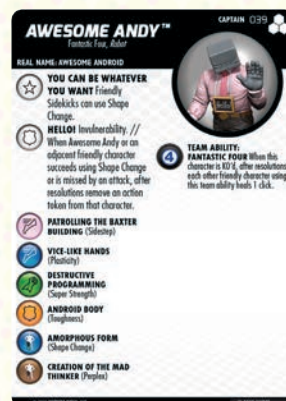 AWESOME ANDY™
Fantastic Four, Robot
CAPTAIN 039
REAL NAME: AWESOME ANDROID
YOU CAN BE WHATEVER
YOU WANT Friendly
Sidekicks can use Shape
Change.
HELLO! Invulnerability. //
When Awesome Andy or an
adjacent friendly character
succeeds using Shape Change
or is missed by an attack, after
resolutions remove an action
token from that character.
PATROLLING THE BAXTER
BUILDING (Sidestep)
VICE-LIKE HANDS
(Plasticity)
DESTRUCTIVE
PROGRAMMING
(Super Strength)
ANDROID BODY
(Toughness)
AMORPHOUS FORM
(Shape Change)
CREATION OF THE MAD
THINKER (Perplex)
4
TEAM ABILITY:
FANTASTIC FOUR When this
character is KO'd, after resolutions
each other friendly character using
this team ability heals 1 click.